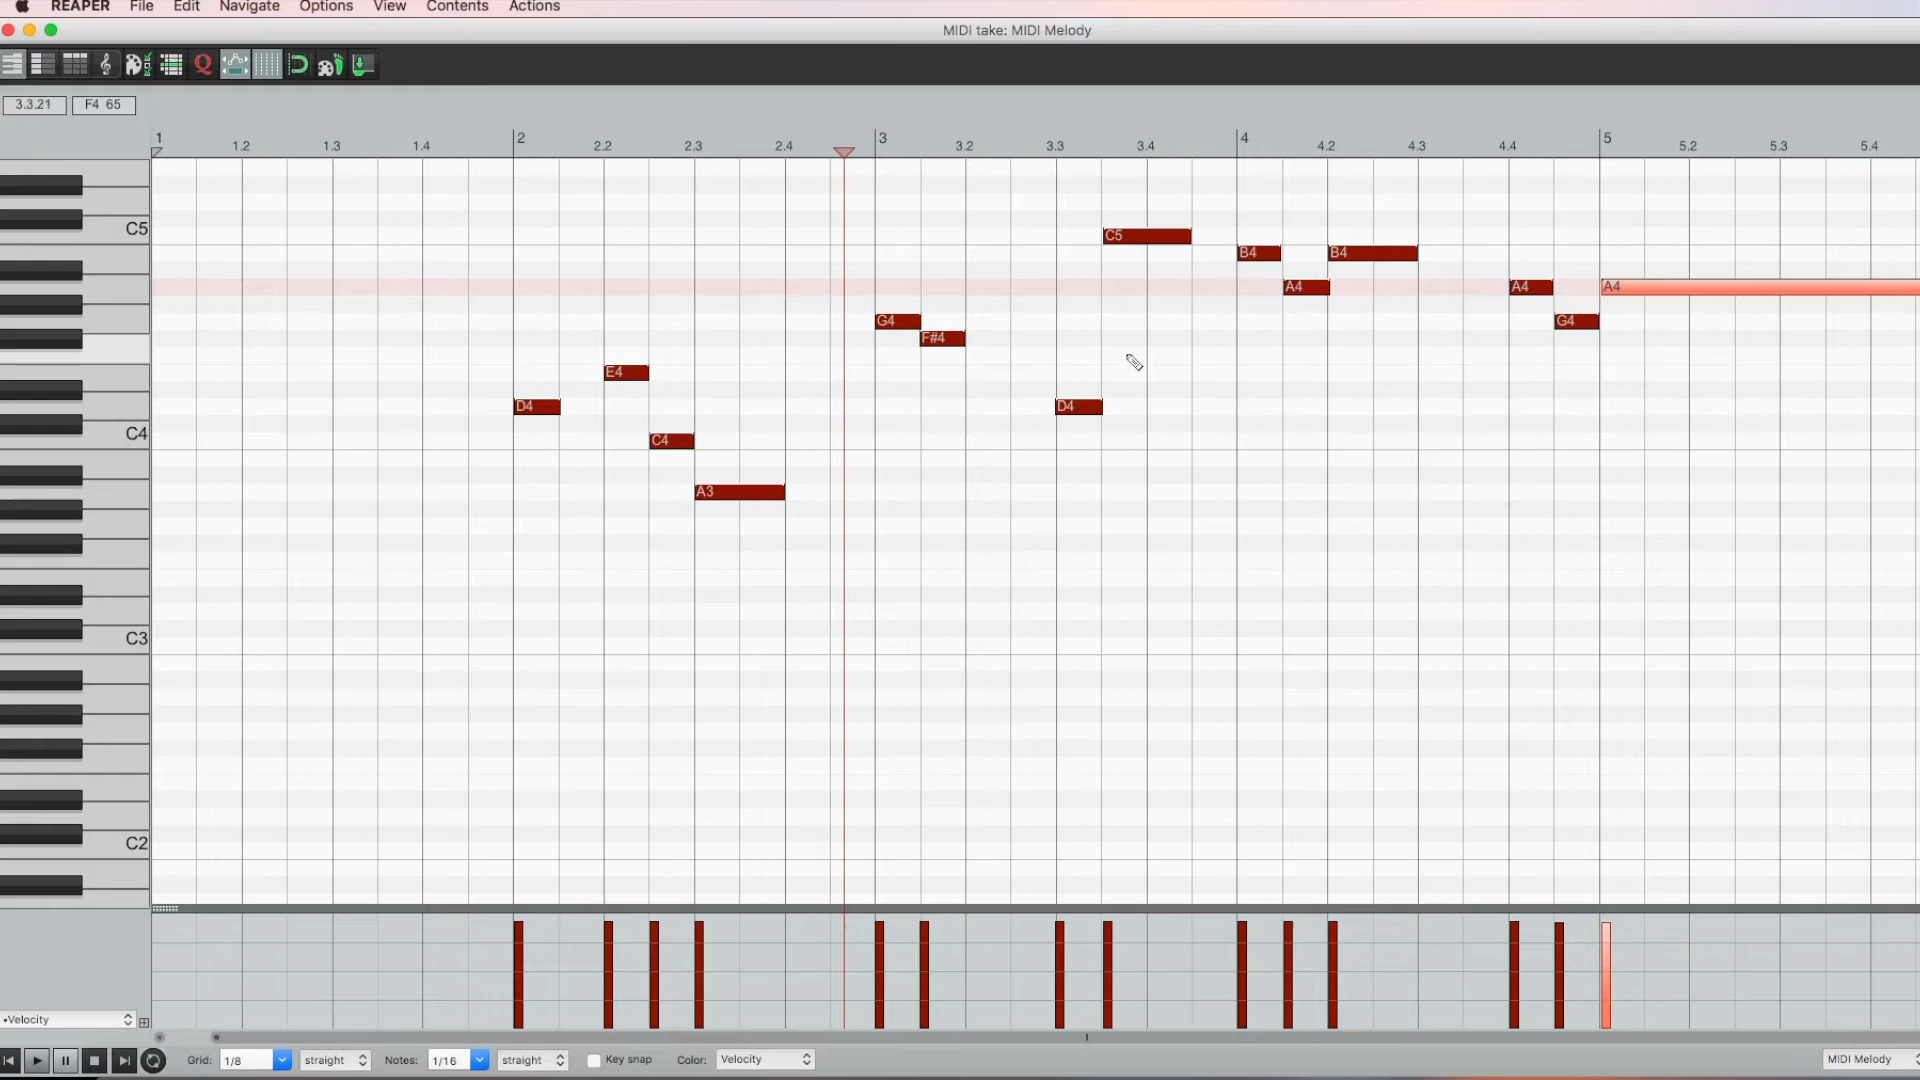 REAPER File Edit Navigate Options View Contents Actions
MIDI take: MIDI Melody
Q
3.3.21 F4 65
1 1.2 1.3 1.4 2 2.2 2.3 2.4 3 3.2 3.3 3.4 4 4.2 4.3 4.4 5 5.2 5.3 5.4
C5
C5
B4 B4
A4 A4 A4
G4 F#4 G4
E4
D4 D4
C4
C4
A3
C3
C2
•Velocity
Grid: 1/8 straight Notes: 1/16 straight Key snap Color: Velocity MIDI Melody